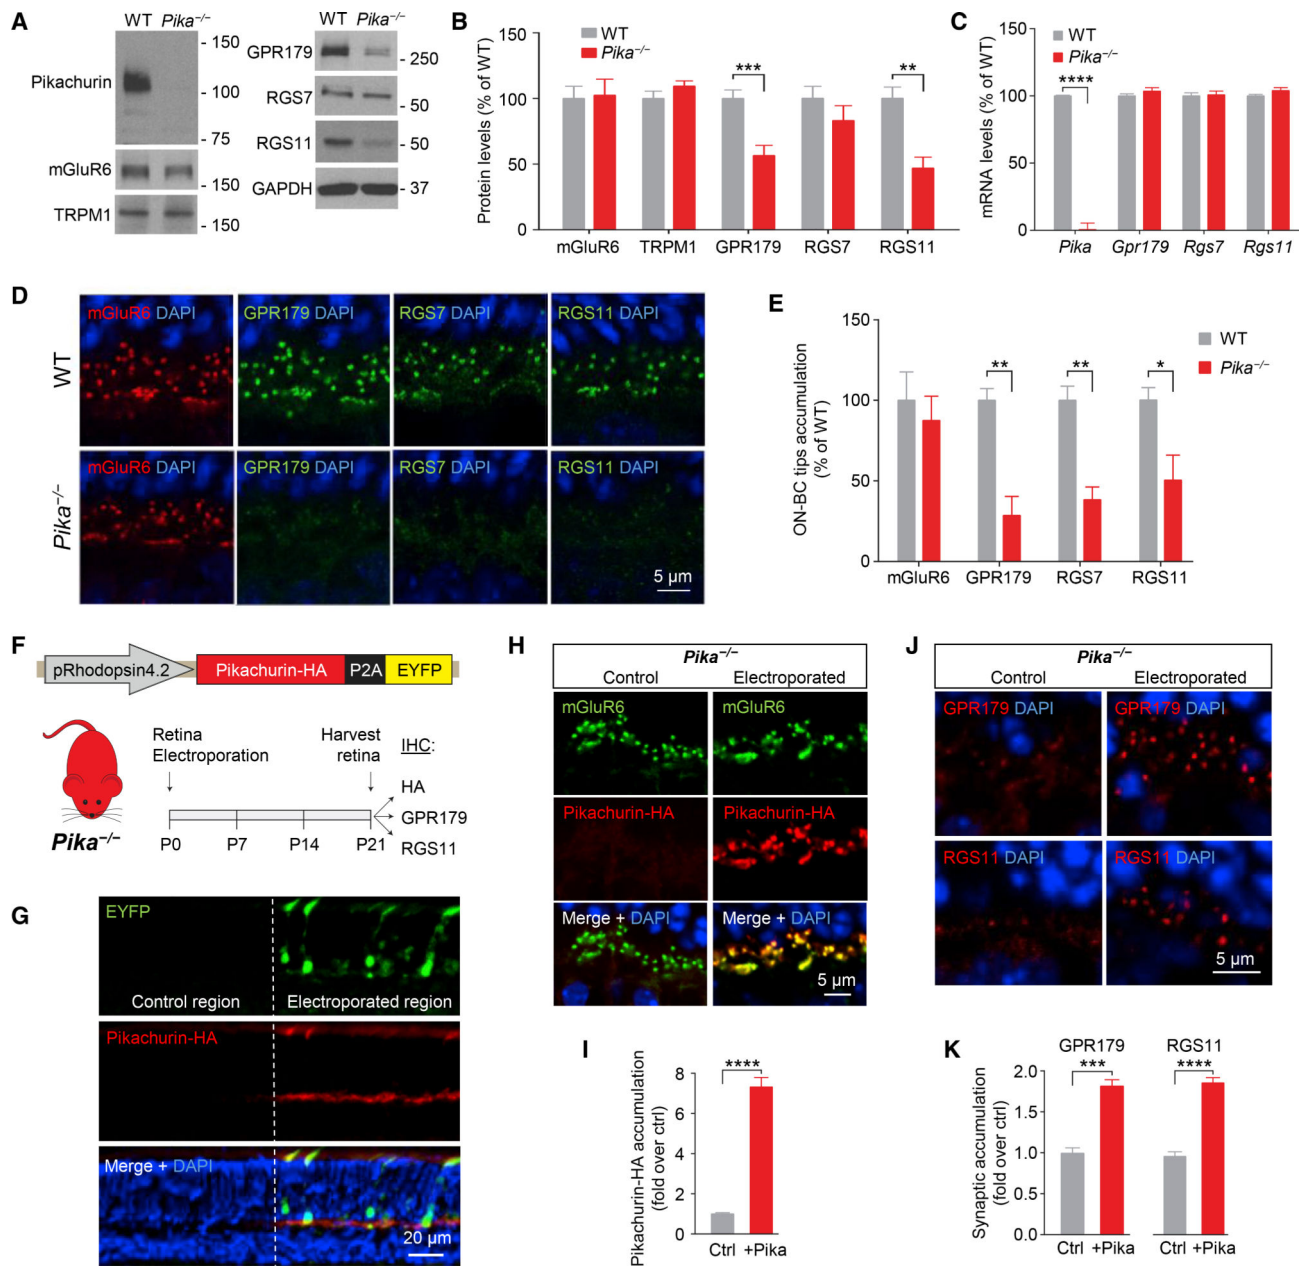 A
WT Pika−/−
Pikachurin
- 150
- 100
- 75
mGluR6
- 150
TRPM1
- 150
WT Pika−/−
GPR179
- 250
RGS7
- 50
RGS11
- 50
GAPDH
- 37
B
Protein levels (% of WT)
150
100
50
0
WT
Pika−/−
***
**
mGluR6 TRPM1 GPR179 RGS7 RGS11
C
mRNA levels (% of WT)
150
100
50
0
WT
Pika−/−
****
Pika Gpr179 Rgs7 Rgs11
D
WT
mGluR6 DAPI GPR179 DAPI RGS7 DAPI RGS11 DAPI
Pika−/−
mGluR6 DAPI GPR179 DAPI RGS7 DAPI RGS11 DAPI
5 µm
E
ON-BC tips accumulation
(% of WT)
150
100
50
0
WT
Pika−/−
** ** *
mGluR6 GPR179 RGS7 RGS11
F
pRhodopsin4.2 Pikachurin-HA P2A EYFP
Pika−/−
Retina
Electroporation
Harvest
retina
P0 P7 P14 P21
IHC:
HA
GPR179
RGS11
G
EYFP
Control region Electroporated region
Pikachurin-HA
Merge + DAPI
20 µm
H
Pika−/−
Control Electroporated
mGluR6 mGluR6
Pikachurin-HA Pikachurin-HA
Merge + DAPI Merge + DAPI
5 µm
I
Pikachurin-HA accumulation
(fold over ctrl)
8
6
4
2
0
****
Ctrl +Pika
J
Pika−/−
Control Electroporated
GPR179 DAPI GPR179 DAPI
RGS11 DAPI RGS11 DAPI
5 µm
K
Synaptic accumulation
(fold over ctrl)
GPR179 RGS11
2.0
1.5
1.0
0.0
*** ****
Ctrl +Pika Ctrl +Pika